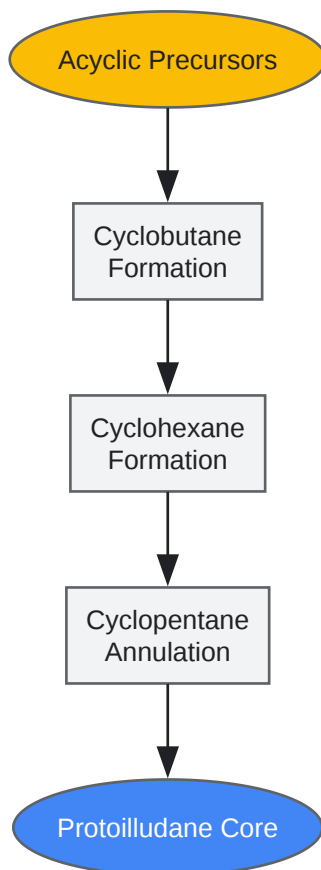 Acyclic Precursors
Cyclobutane
Formation
Cyclohexane
Formation
Cyclopentane
Annulation
Protoilludane Core